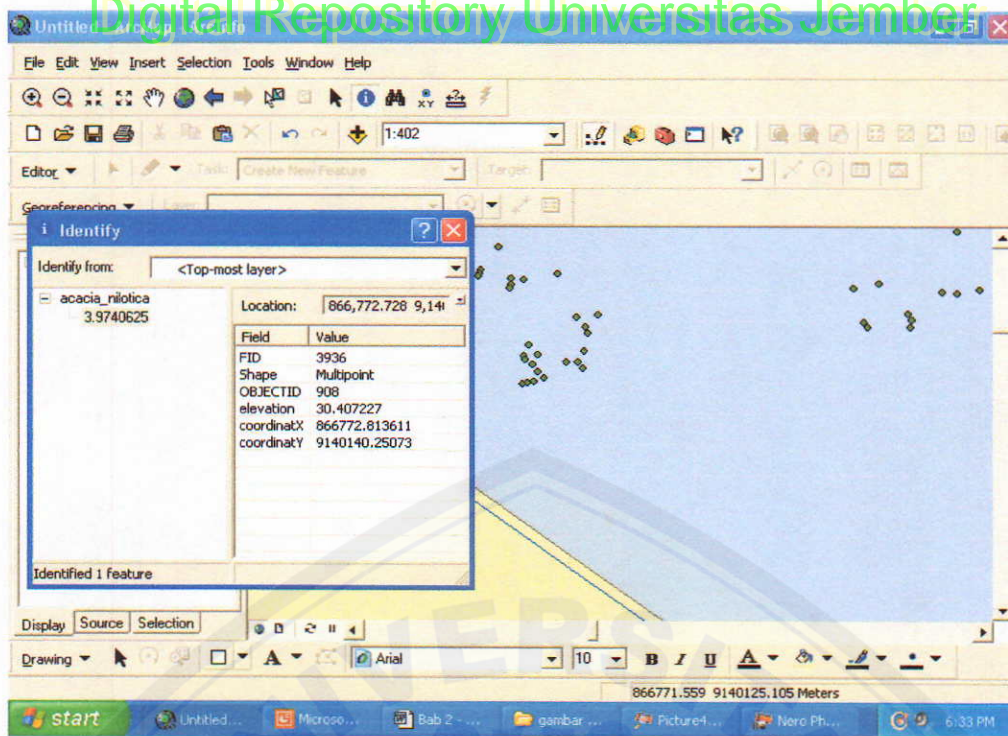 Digital Repository Universitas Jember
Untitled - ArcMap - ArcInfo
File Edit View Insert Selection Tools Window Help
1:402
Editor Task: Create New Feature Target:
Georeferencing Layer:
Identify
Identify from: <Top-most layer>
acacia_nilotica
3.9740625
Location: 866,772.728 9,14
Field Value
FID 3936
Shape Multipoint
OBJECTID 908
elevation 30.407227
coordinatX 866772.813611
coordinatY 9140140.25073
Identified 1 feature
Display Source Selection
Drawing A Arial 10 B I U A
866771.559 9140125.105 Meters
start Untitled... Microso... Bab 2 - ... gambar ... Picture4... Nero Ph... 6:33 PM
UNIVERS